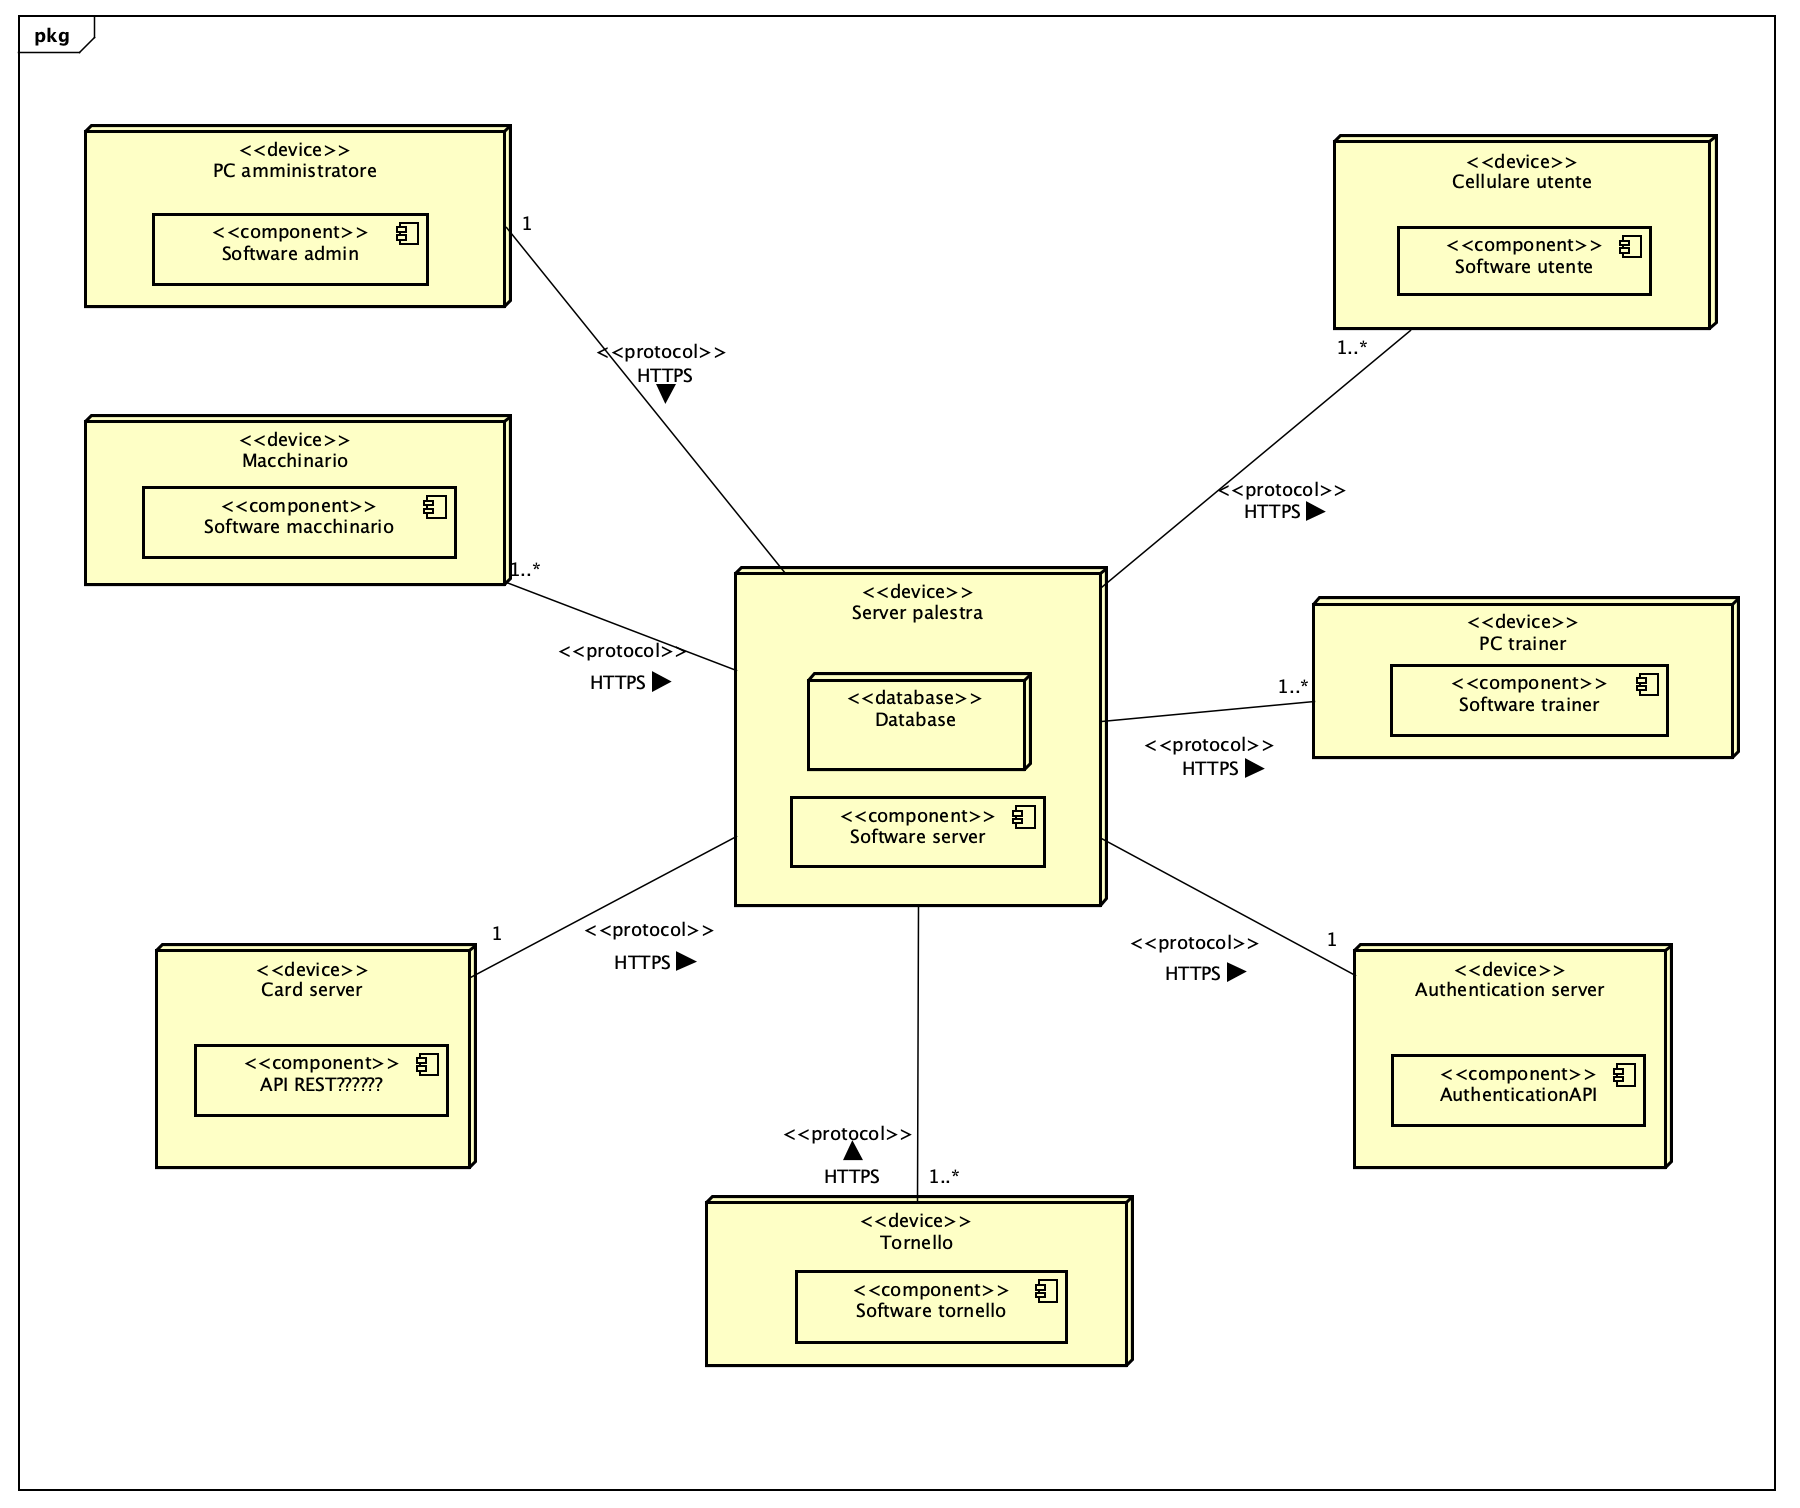 pkg
<<device>>
PC amministratore
<<component>>
Software admin
1
<<device>>
Cellulare utente
<<component>>
Software utente
1..*
<<protocol>>
HTTPS
<<device>>
Macchinario
<<component>>
Software macchinario
1..*
<<protocol>>
HTTPS
<<protocol>>
HTTPS
<<device>>
Server palestra
<<database>>
Database
<<component>>
Software server
<<device>>
PC trainer
<<component>>
Software trainer
1..*
<<protocol>>
HTTPS
1
<<protocol>>
HTTPS
<<protocol>>
HTTPS
1
<<device>>
Card server
<<component>>
API REST??????
<<device>>
Authentication server
<<component>>
AuthenticationAPI
<<protocol>>
HTTPS
1..*
<<device>>
Tornello
<<component>>
Software tornello